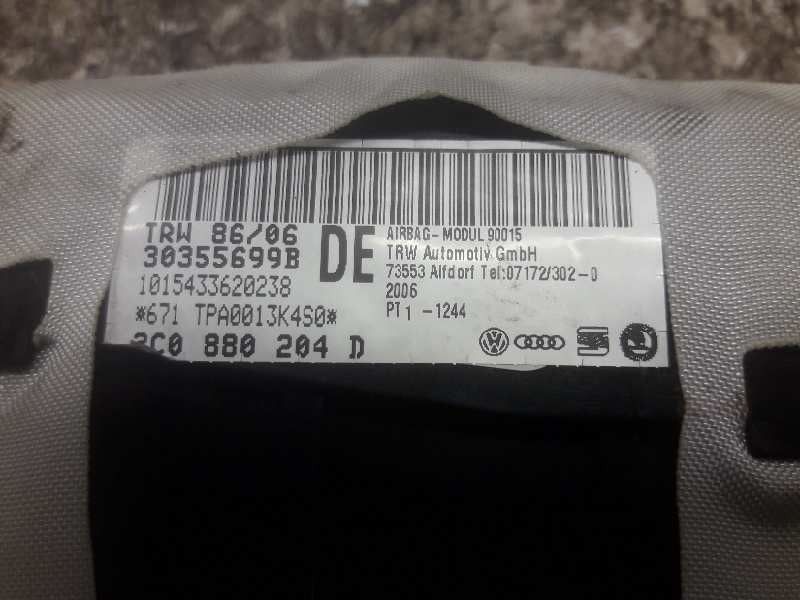 TRW 86/06
30355699B
1015433620238
*671 TPA0013K4S0*
3C0 880 204 D
DE
AIRBAG-MODUL 90015
TRW Automotiv GmbH
73553 Alfdorf Tel:07172/302-0
2006
PT1 -1244